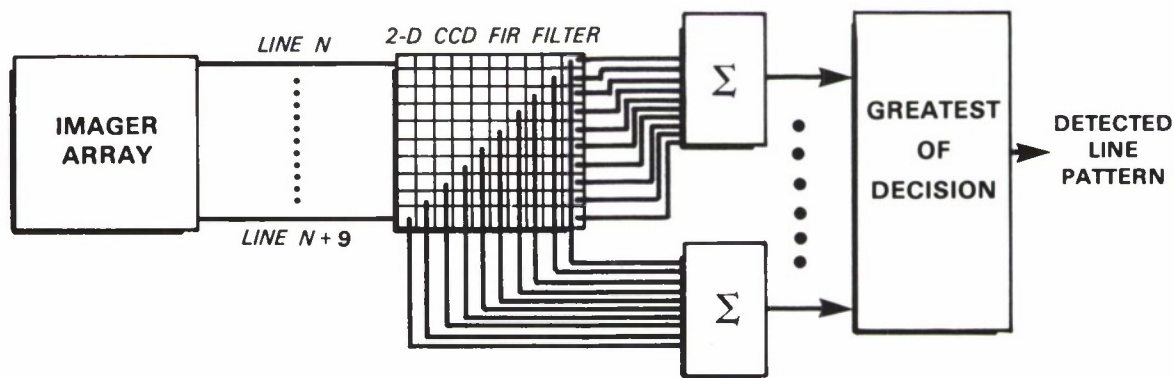 LINE N
2-D CCD FIR FILTER
IMAGER
ARRAY
LINE N + 9
Σ
Σ
GREATEST
OF
DECISION
DETECTED
LINE
PATTERN